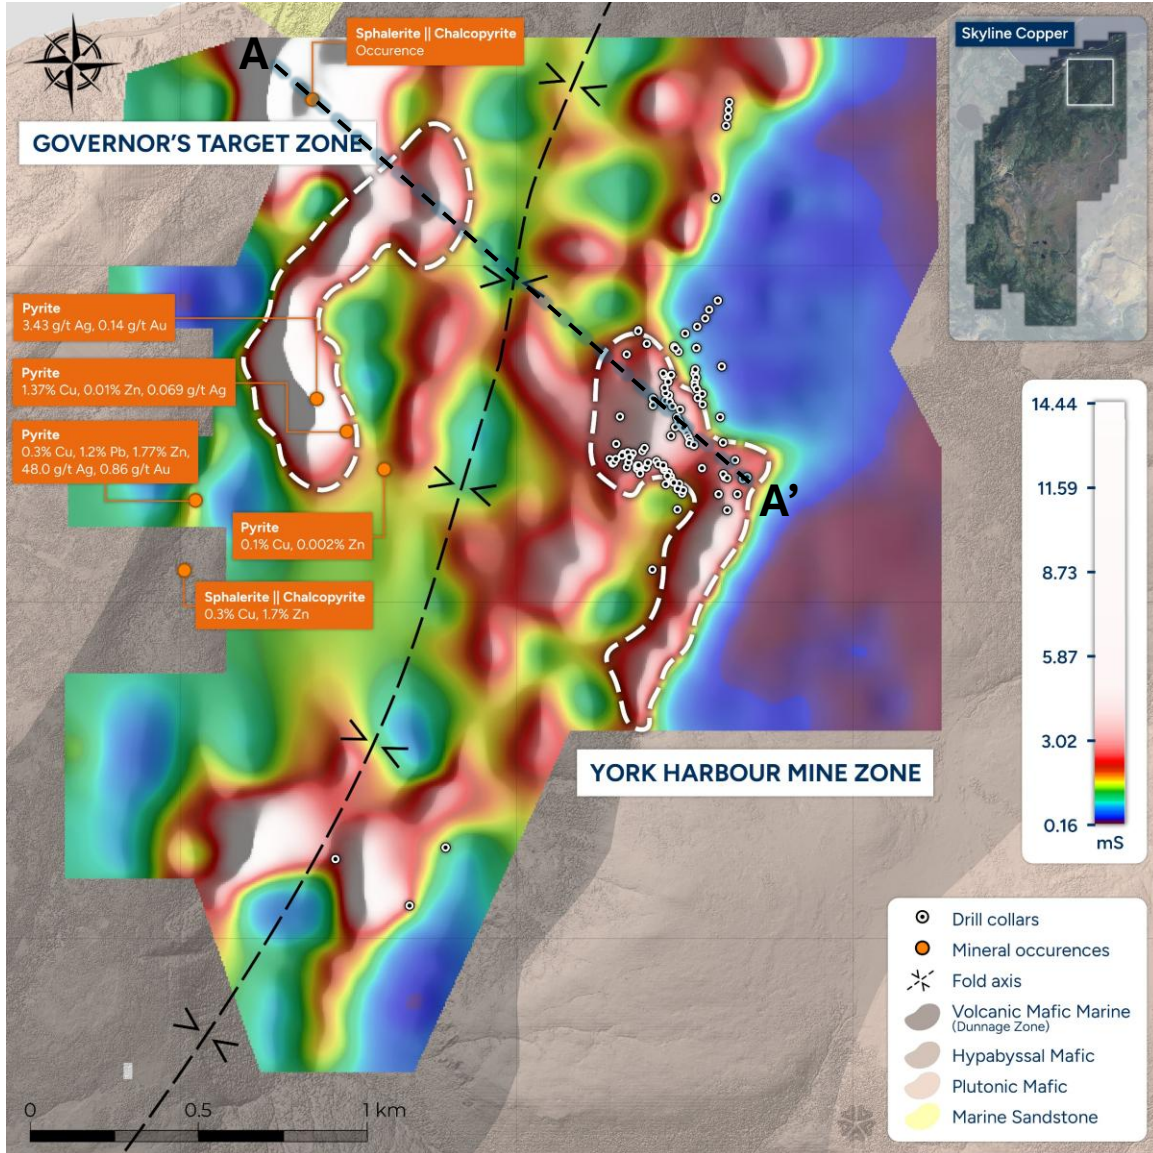 Sphalerite || Chalcopyrite
Occurence
Skyline Copper
A
GOVERNOR'S TARGET ZONE
Pyrite
3.43 g/t Ag, 0.14 g/t Au
Pyrite
1.37% Cu, 0.01% Zn, 0.069 g/t Ag
Pyrite
0.3% Cu, 1.2% Pb, 1.77% Zn,
48.0 g/t Ag, 0.86 g/t Au
Pyrite
0.1% Cu, 0.002% Zn
Sphalerite || Chalcopyrite
0.3% Cu, 1.7% Zn
A'
YORK HARBOUR MINE ZONE
14.44
11.59
8.73
5.87
3.02
0.16
mS
Drill collars
Mineral occurences
Fold axis
Volcanic Mafic Marine
(Dunnage Zone)
Hypabyssal Mafic
Plutonic Mafic
Marine Sandstone
0 0.5 1 km